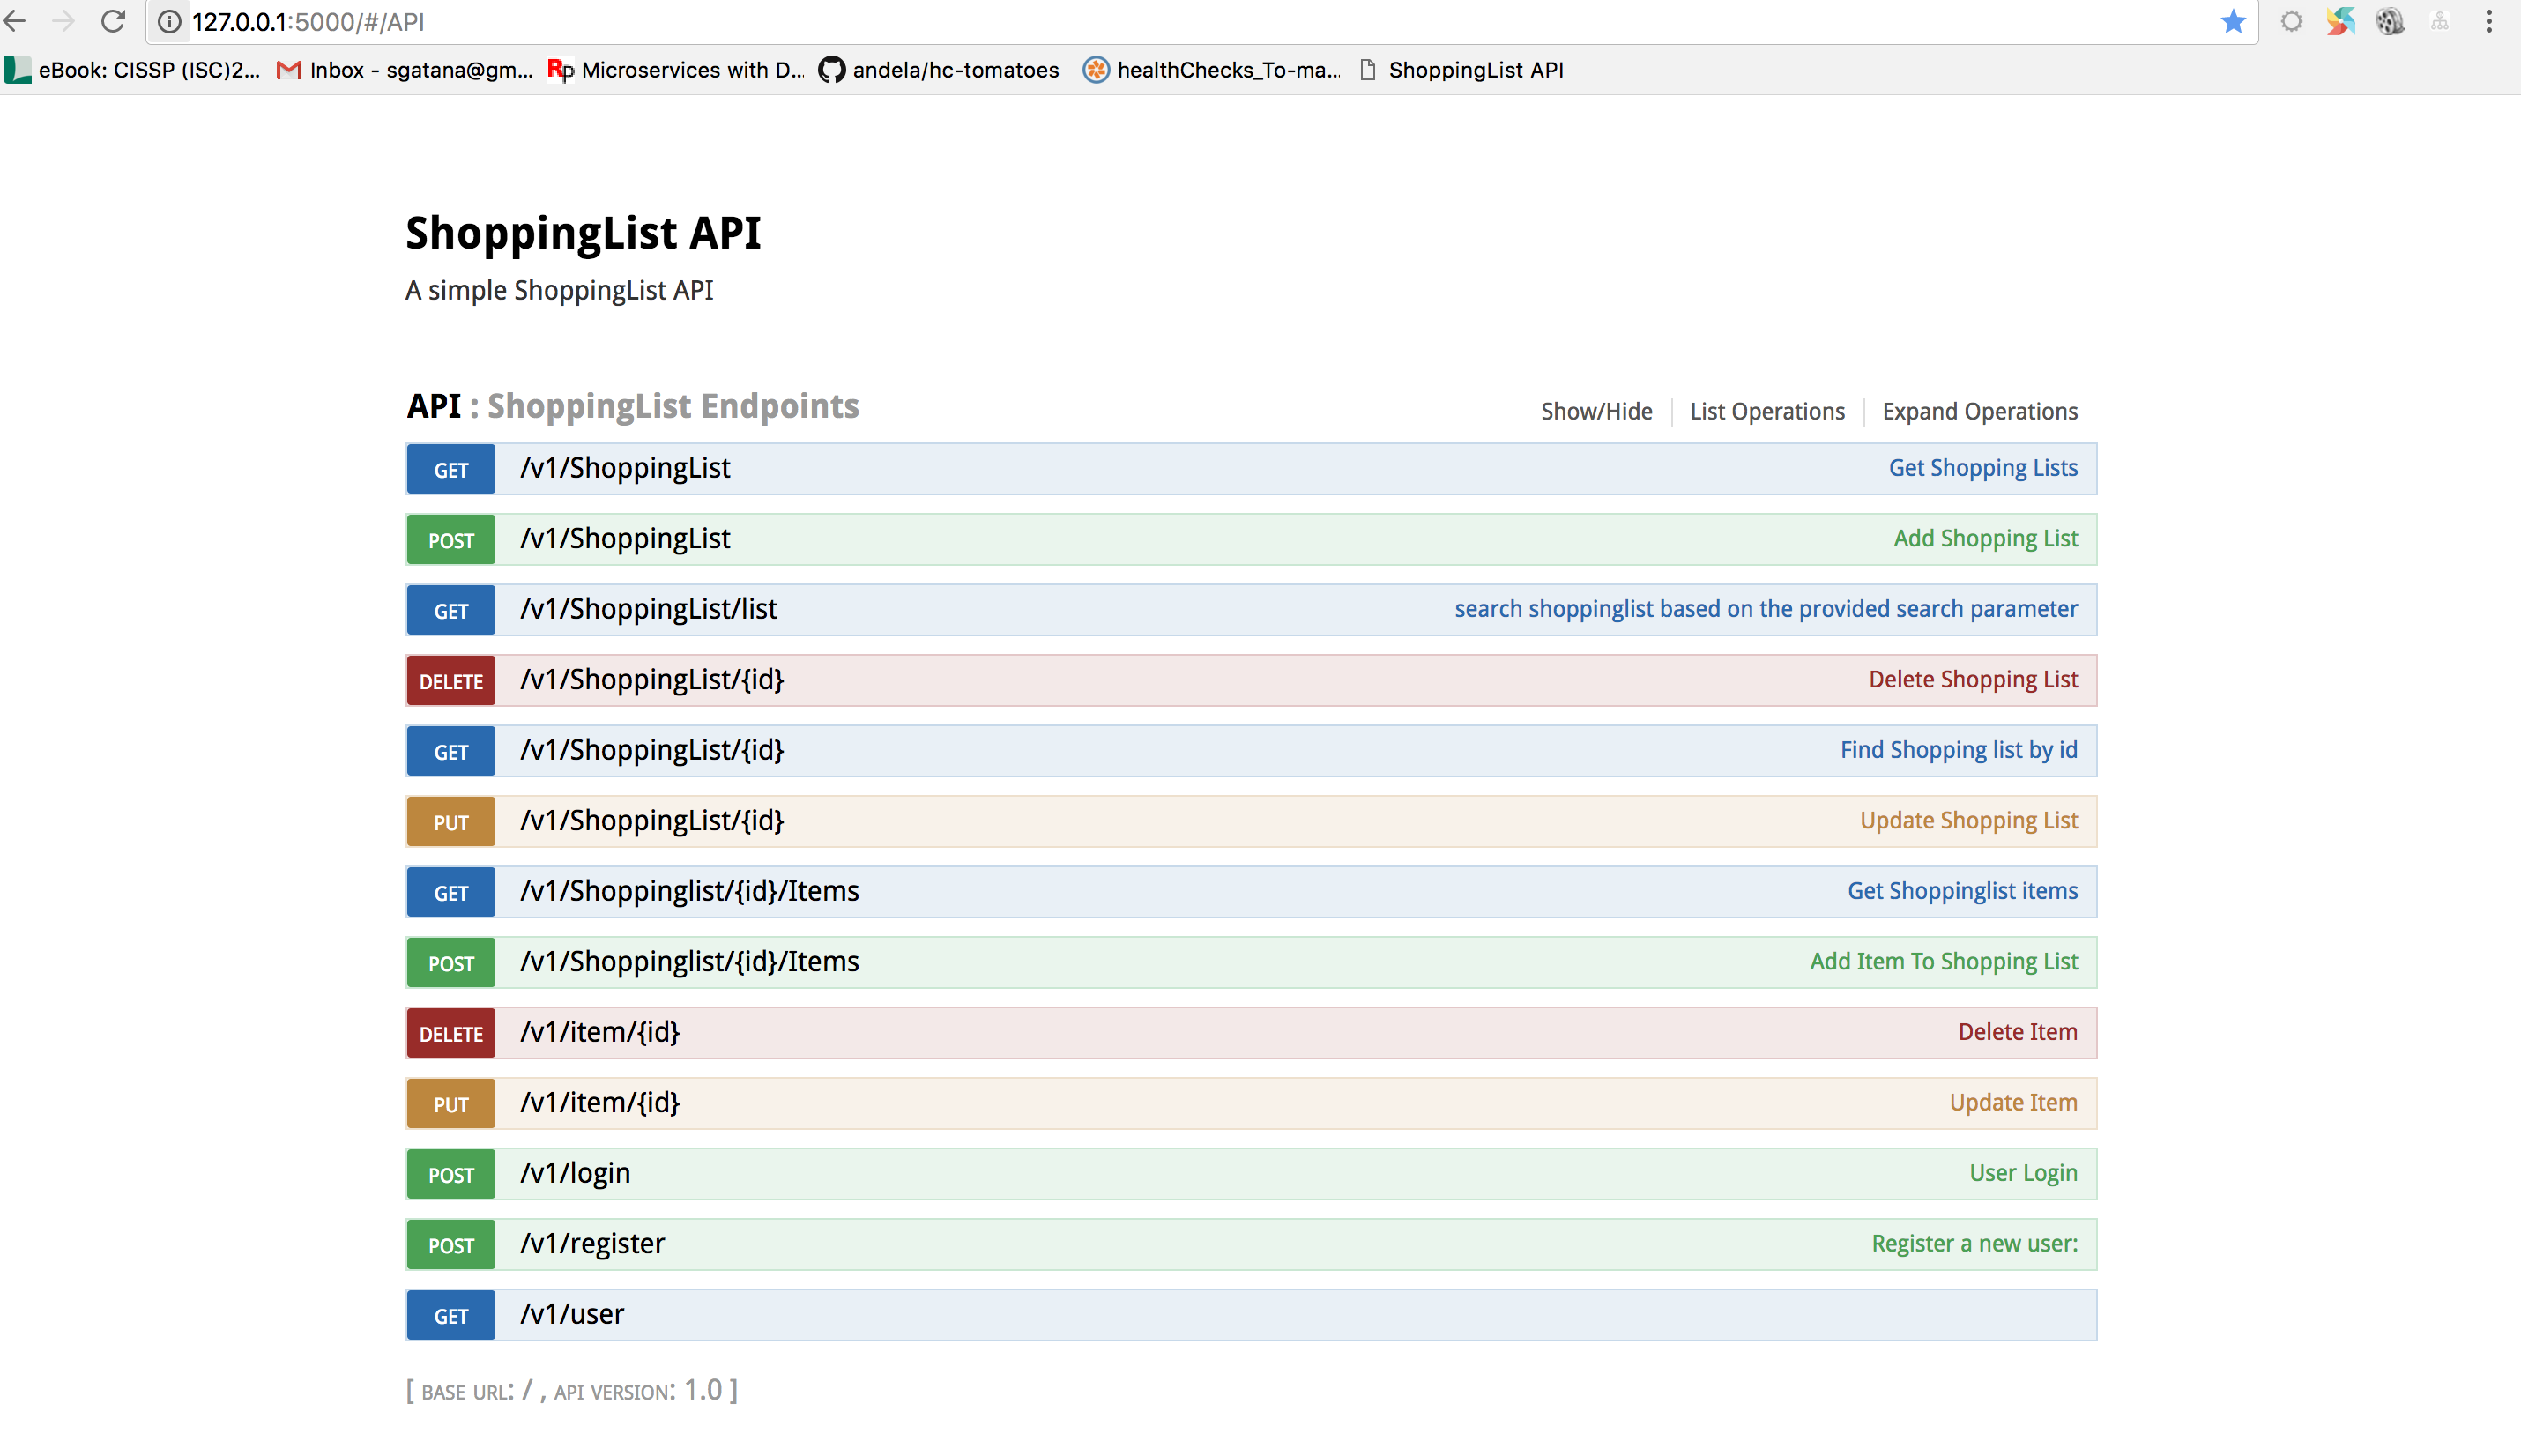 127.0.0.1:5000/#/API
eBook: CISSP (ISC)2... Inbox - sgatana@gm... Rp Microservices with D... andela/hc-tomatoes healthChecks_To-ma... ShoppingList API
ShoppingList API
A simple ShoppingList API
API : ShoppingList Endpoints Show/Hide List Operations Expand Operations
GET /v1/ShoppingList Get Shopping Lists
POST /v1/ShoppingList Add Shopping List
GET /v1/ShoppingList/list search shoppinglist based on the provided search parameter
DELETE /v1/ShoppingList/{id} Delete Shopping List
GET /v1/ShoppingList/{id} Find Shopping list by id
PUT /v1/ShoppingList/{id} Update Shopping List
GET /v1/Shoppinglist/{id}/Items Get Shoppinglist items
POST /v1/Shoppinglist/{id}/Items Add Item To Shopping List
DELETE /v1/item/{id} Delete Item
PUT /v1/item/{id} Update Item
POST /v1/login User Login
POST /v1/register Register a new user:
GET /v1/user
[ BASE URL: / , API VERSION: 1.0 ]